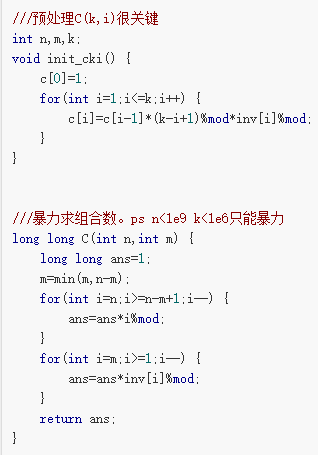 ///预处理C(k,i)很关键
int n,m,k;
void init_cki() {
    c[0]=1;
    for(int i=1;i<=k;i++) {
        c[i]=c[i-1]*(k-i+1)%mod*inv[i]%mod;
    }
}
///暴力求组合数。ps n<1e9 k<1e6只能暴力
long long C(int n,int m) {
    long long ans=1;
    m=min(m,n-m);
    for(int i=n;i>=n-m+1;i--) {
        ans=ans*i%mod;
    }
    for(int i=m;i>=1;i--) {
        ans=ans*inv[i]%mod;
    }
    return ans;
}